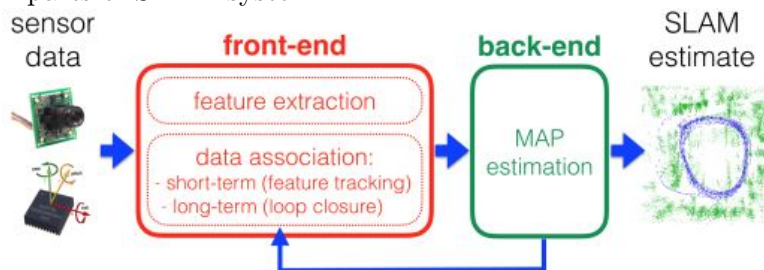 sensor
data
front-end
back-end
SLAM
estimate
feature extraction
data association:
- short-term (feature tracking)
- long-term (loop closure)
MAP
estimation